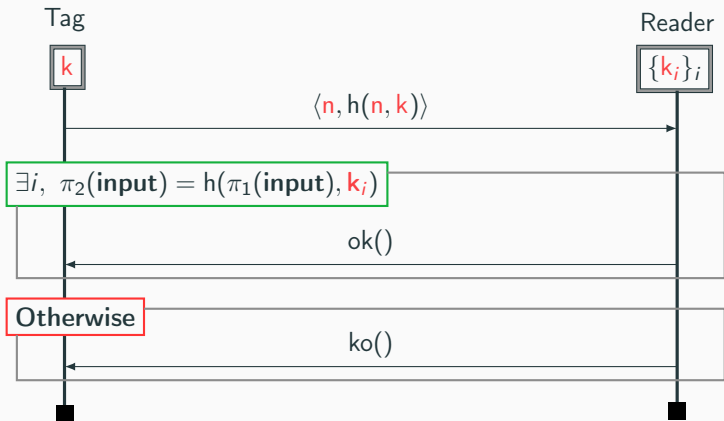 Tag
Reader
k
{k_i}_i
⟨n, h(n, k)⟩
∃i, π₂(input) = h(π₁(input), k_i)
ok()
Otherwise
ko()